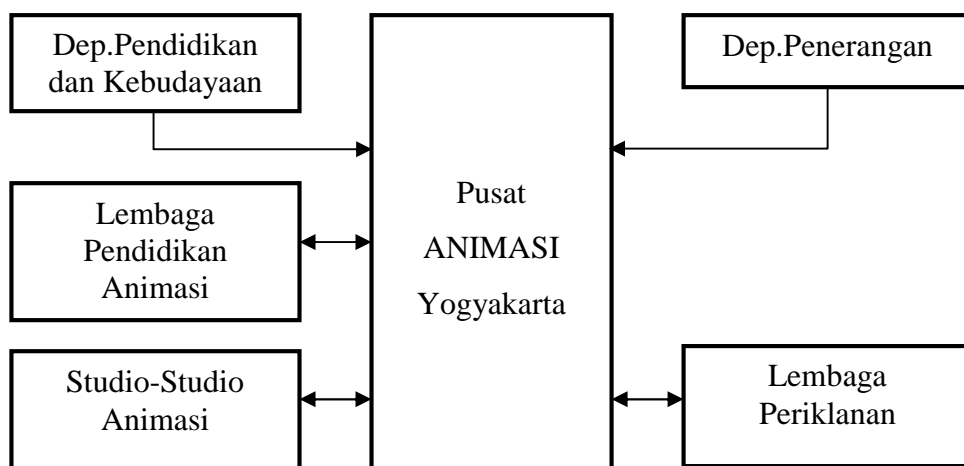 Dep.Pendidikan
dan Kebudayaan
Dep.Penerangan
Pusat
ANIMASI
Yogyakarta
Lembaga
Pendidikan
Animasi
Studio-Studio
Animasi
Lembaga
Periklanan